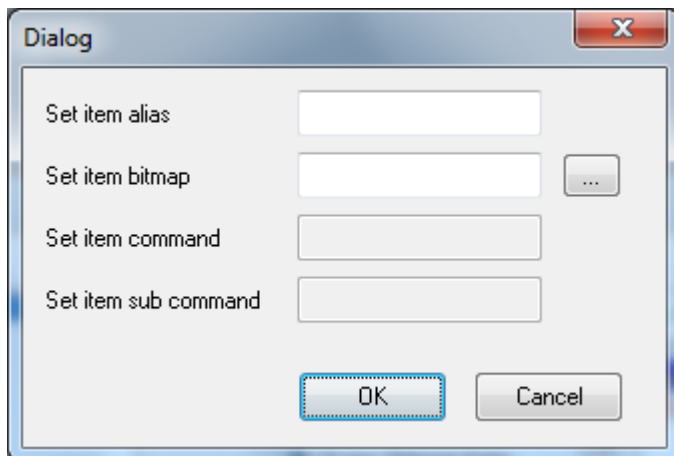 Dialog
Set item alias
Set item bitmap ...
Set item command
Set item sub command
OK Cancel